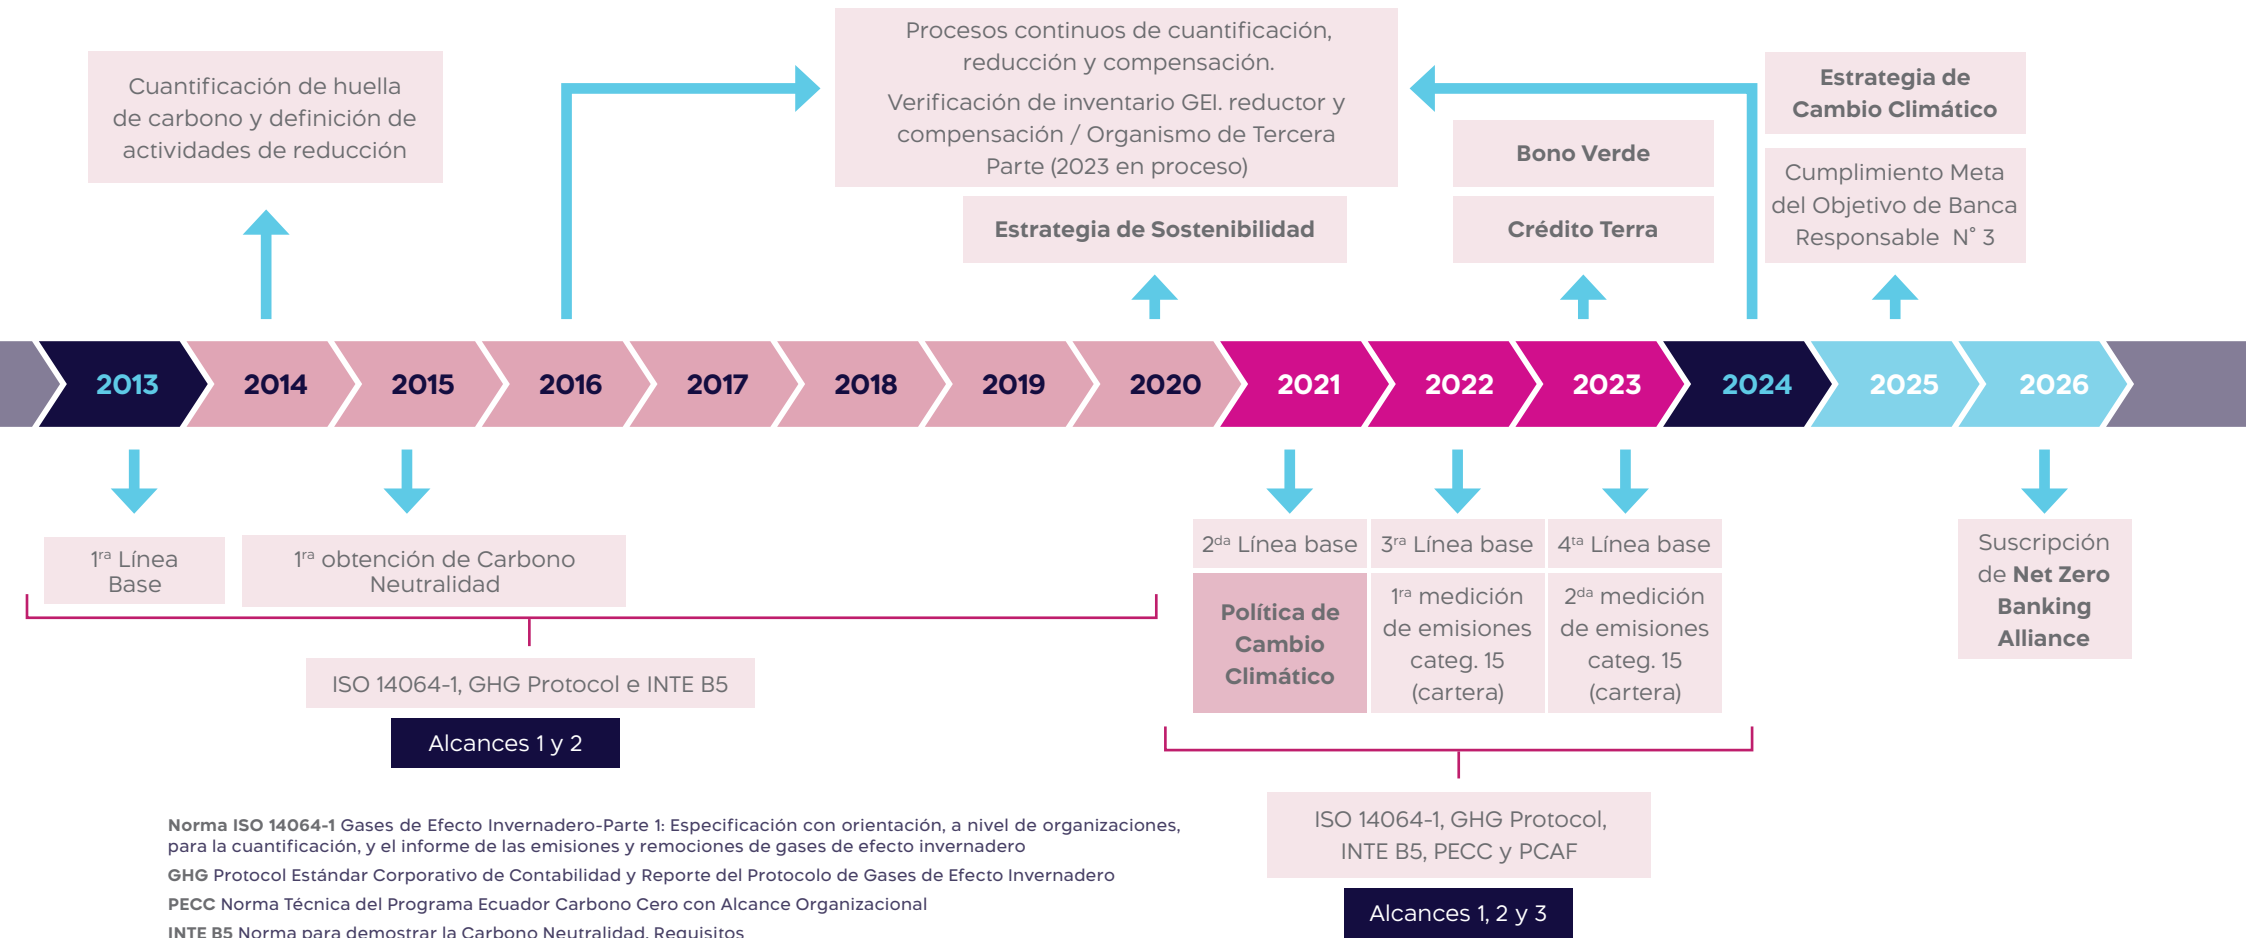 Cuantificación de huella
de carbono y definición de
actividades de reducción
Procesos continuos de cuantificación,
reducción y compensación.
Verificación de inventario GEI. reductor y
compensación / Organismo de Tercera
Parte (2023 en proceso)
Estrategia de Sostenibilidad
Bono Verde
Crédito Terra
Estrategia de
Cambio Climático
Cumplimiento Meta
del Objetivo de Banca
Responsable N° 3
2013
2014
2015
2016
2017
2018
2019
2020
2021
2022
2023
2024
2025
2026
1ra Línea
Base
1ra obtención de Carbono
Neutralidad
ISO 14064-1, GHG Protocol e INTE B5
Alcances 1 y 2
2da Línea base
Política de
Cambio
Climático
3ra Línea base
1ra medición
de emisiones
categ. 15
(cartera)
4ta Línea base
2da medición
de emisiones
categ. 15
(cartera)
Suscripción
de Net Zero
Banking
Alliance
ISO 14064-1, GHG Protocol,
INTE B5, PECC y PCAF
Alcances 1, 2 y 3
Norma ISO 14064-1 Gases de Efecto Invernadero-Parte 1: Especificación con orientación, a nivel de organizaciones,
para la cuantificación, y el informe de las emisiones y remociones de gases de efecto invernadero
GHG Protocol Estándar Corporativo de Contabilidad y Reporte del Protocolo de Gases de Efecto Invernadero
PECC Norma Técnica del Programa Ecuador Carbono Cero con Alcance Organizacional
INTE B5 Norma para demostrar la Carbono Neutralidad. Requisitos